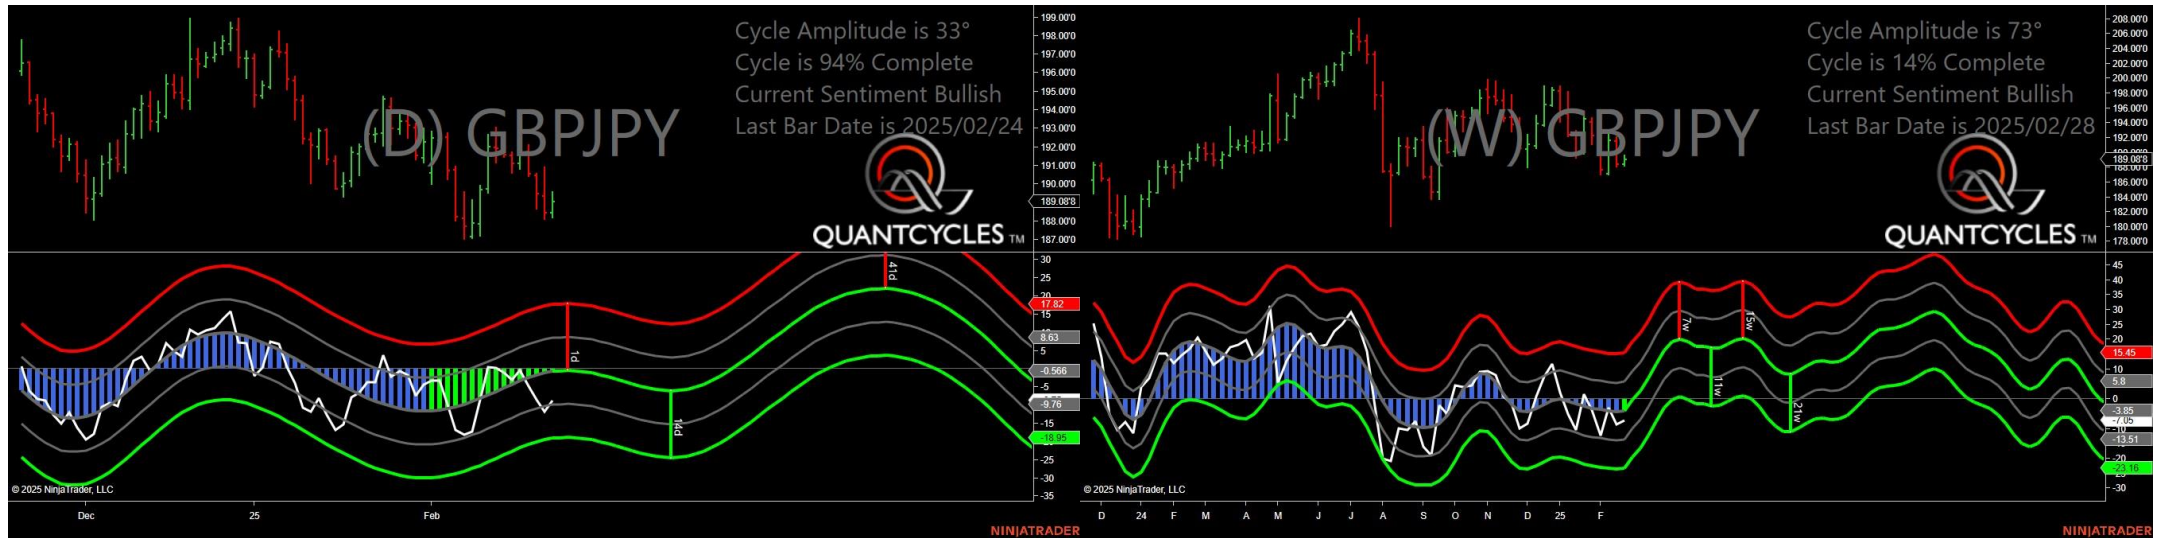 Cycle Amplitude is 33°
Cycle is 94% Complete
Current Sentiment Bullish
Last Bar Date is 2025/02/24
(D) GBPJPY
QUANTCYCLES TM
199.00'0
198.00'0
197.00'0
196.00'0
195.00'0
194.00'0
193.00'0
192.00'0
191.00'0
190.00'0
189.08'8
188.00'0
187.00'0
30
25
20
17.82
15
8.63
5
-0.566
-5
-9.76
-15
-18.95
-25
-30
-35
1d
14d
41d
© 2025 NinjaTrader, LLC
Dec
25
Feb
NINJATRADER
Cycle Amplitude is 73°
Cycle is 14% Complete
Current Sentiment Bullish
Last Bar Date is 2025/02/28
(W) GBPJPY
QUANTCYCLES TM
208.00'0
206.00'0
204.00'0
202.00'0
200.00'0
198.00'0
196.00'0
194.00'0
192.00'0
189.08'8
188.00'0
186.00'0
184.00'0
182.00'0
180.00'0
178.00'0
45
40
35
30
25
20
15.45
10
5.8
0
-3.85
-7.05
-10
-13.51
-20
-23.16
-30
7w
15w
11w
21w
© 2025 NinjaTrader, LLC
D 24 F M A M J J A S O N D 25 F
NINJATRADER